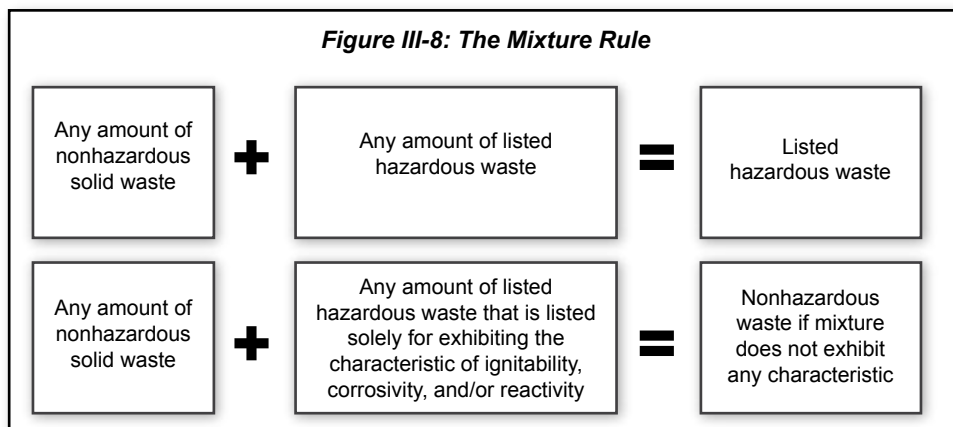 Figure III-8: The Mixture Rule
Any amount of
nonhazardous
solid waste
+
Any amount of listed
hazardous waste
=
Listed
hazardous waste
Any amount of
nonhazardous
solid waste
+
Any amount of listed
hazardous waste that is listed
solely for exhibiting the
characteristic of ignitability,
corrosivity, and/or reactivity
=
Nonhazardous
waste if mixture
does not exhibit
any characteristic